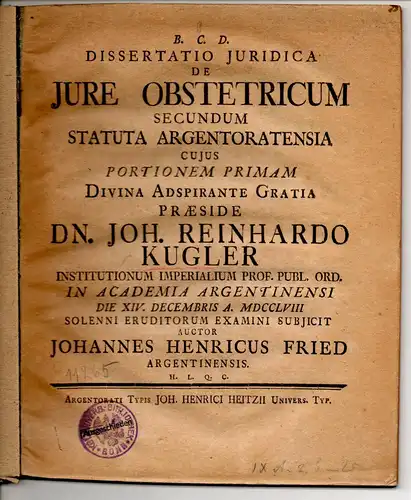 B. C. D.
DISSERTATIO JURIDICA
DE
JURE OBSTETRICUM
SECUNDUM
STATUTA ARGENTORATENSIA
CUJUS
PORTIONEM PRIMAM
DIVINA ADSPIRANTE GRATIA
PRÆSIDE
DN. JOH. REINHARDO
KUGLER
INSTITUTIONUM IMPERIALIUM PROF. PUBL. ORD.
IN ACADEMIA ARGENTINENSI
DIE XIV. DECEMBRIS A. MDCCLVIII
SOLENNI ERUDITORUM EXAMINI SUBJICIT
AUCTOR
JOHANNES HENRICUS FRIED
ARGENTINENSIS.
H. L. Q. C.
ARGENTORATI TYPIS JOH. HENRICI HEITZII UNIVERS. TYP.
Ausgeschieden
BONN